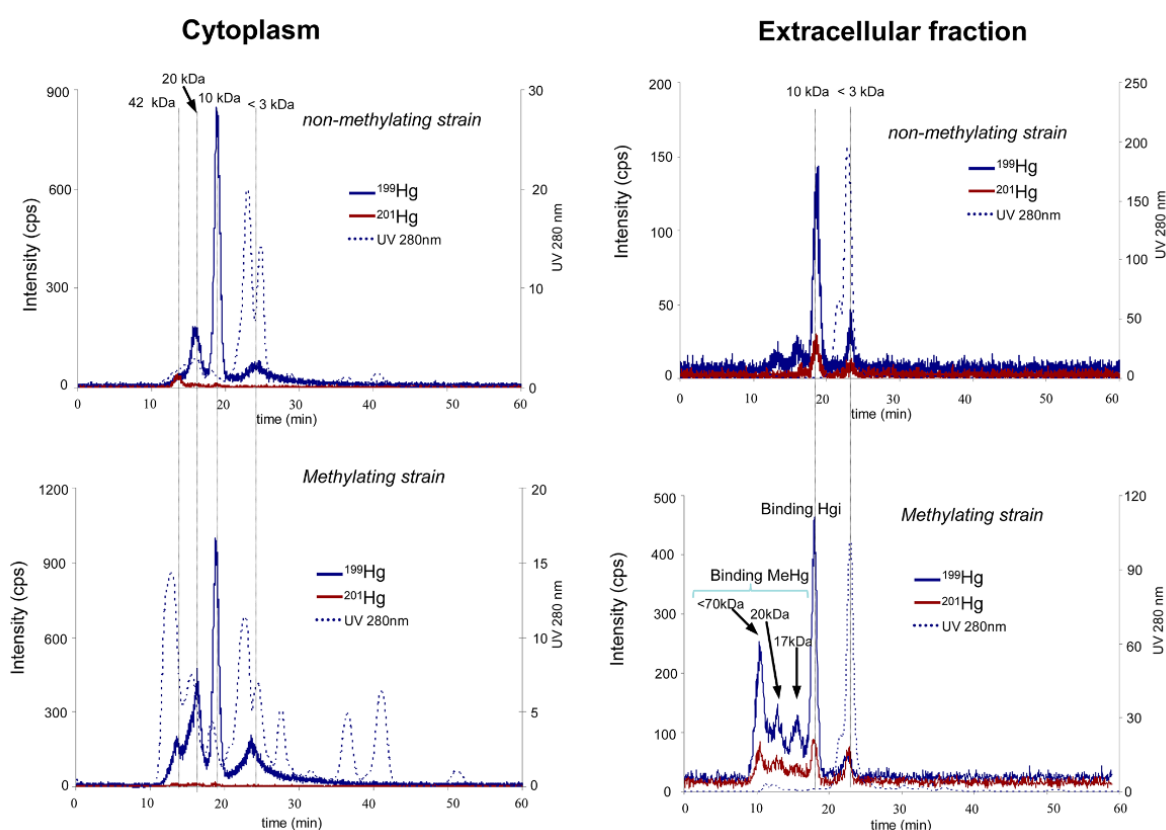 Cytoplasm
Extracellular fraction
900
600
300
0
Intensity (cps)
42 kDa
20 kDa
10 kDa
< 3 kDa
non-methylating strain
199Hg
201Hg
UV 280nm
30
20
10
0
UV 280 nm
0
10
20
30
40
50
60
time (min)
200
150
100
50
0
Intensity (cps)
10 kDa
< 3 kDa
non-methylating strain
199Hg
201Hg
UV 280nm
250
200
150
100
50
0
UV 280 nm
0
10
20
30
40
50
60
time (min)
1200
900
600
300
0
Intensity (cps)
Methylating strain
199Hg
201Hg
UV 280nm
20
15
10
5
0
UV 280 nm
0
10
20
30
40
50
60
time (min)
500
400
300
200
100
0
Intensity (cps)
Binding Hgi
Methylating strain
Binding MeHg
<70kDa
20kDa
17kDa
199Hg
201Hg
UV 280nm
120
90
60
30
0
UV 280 nm
0
10
20
30
40
50
60
time (min)